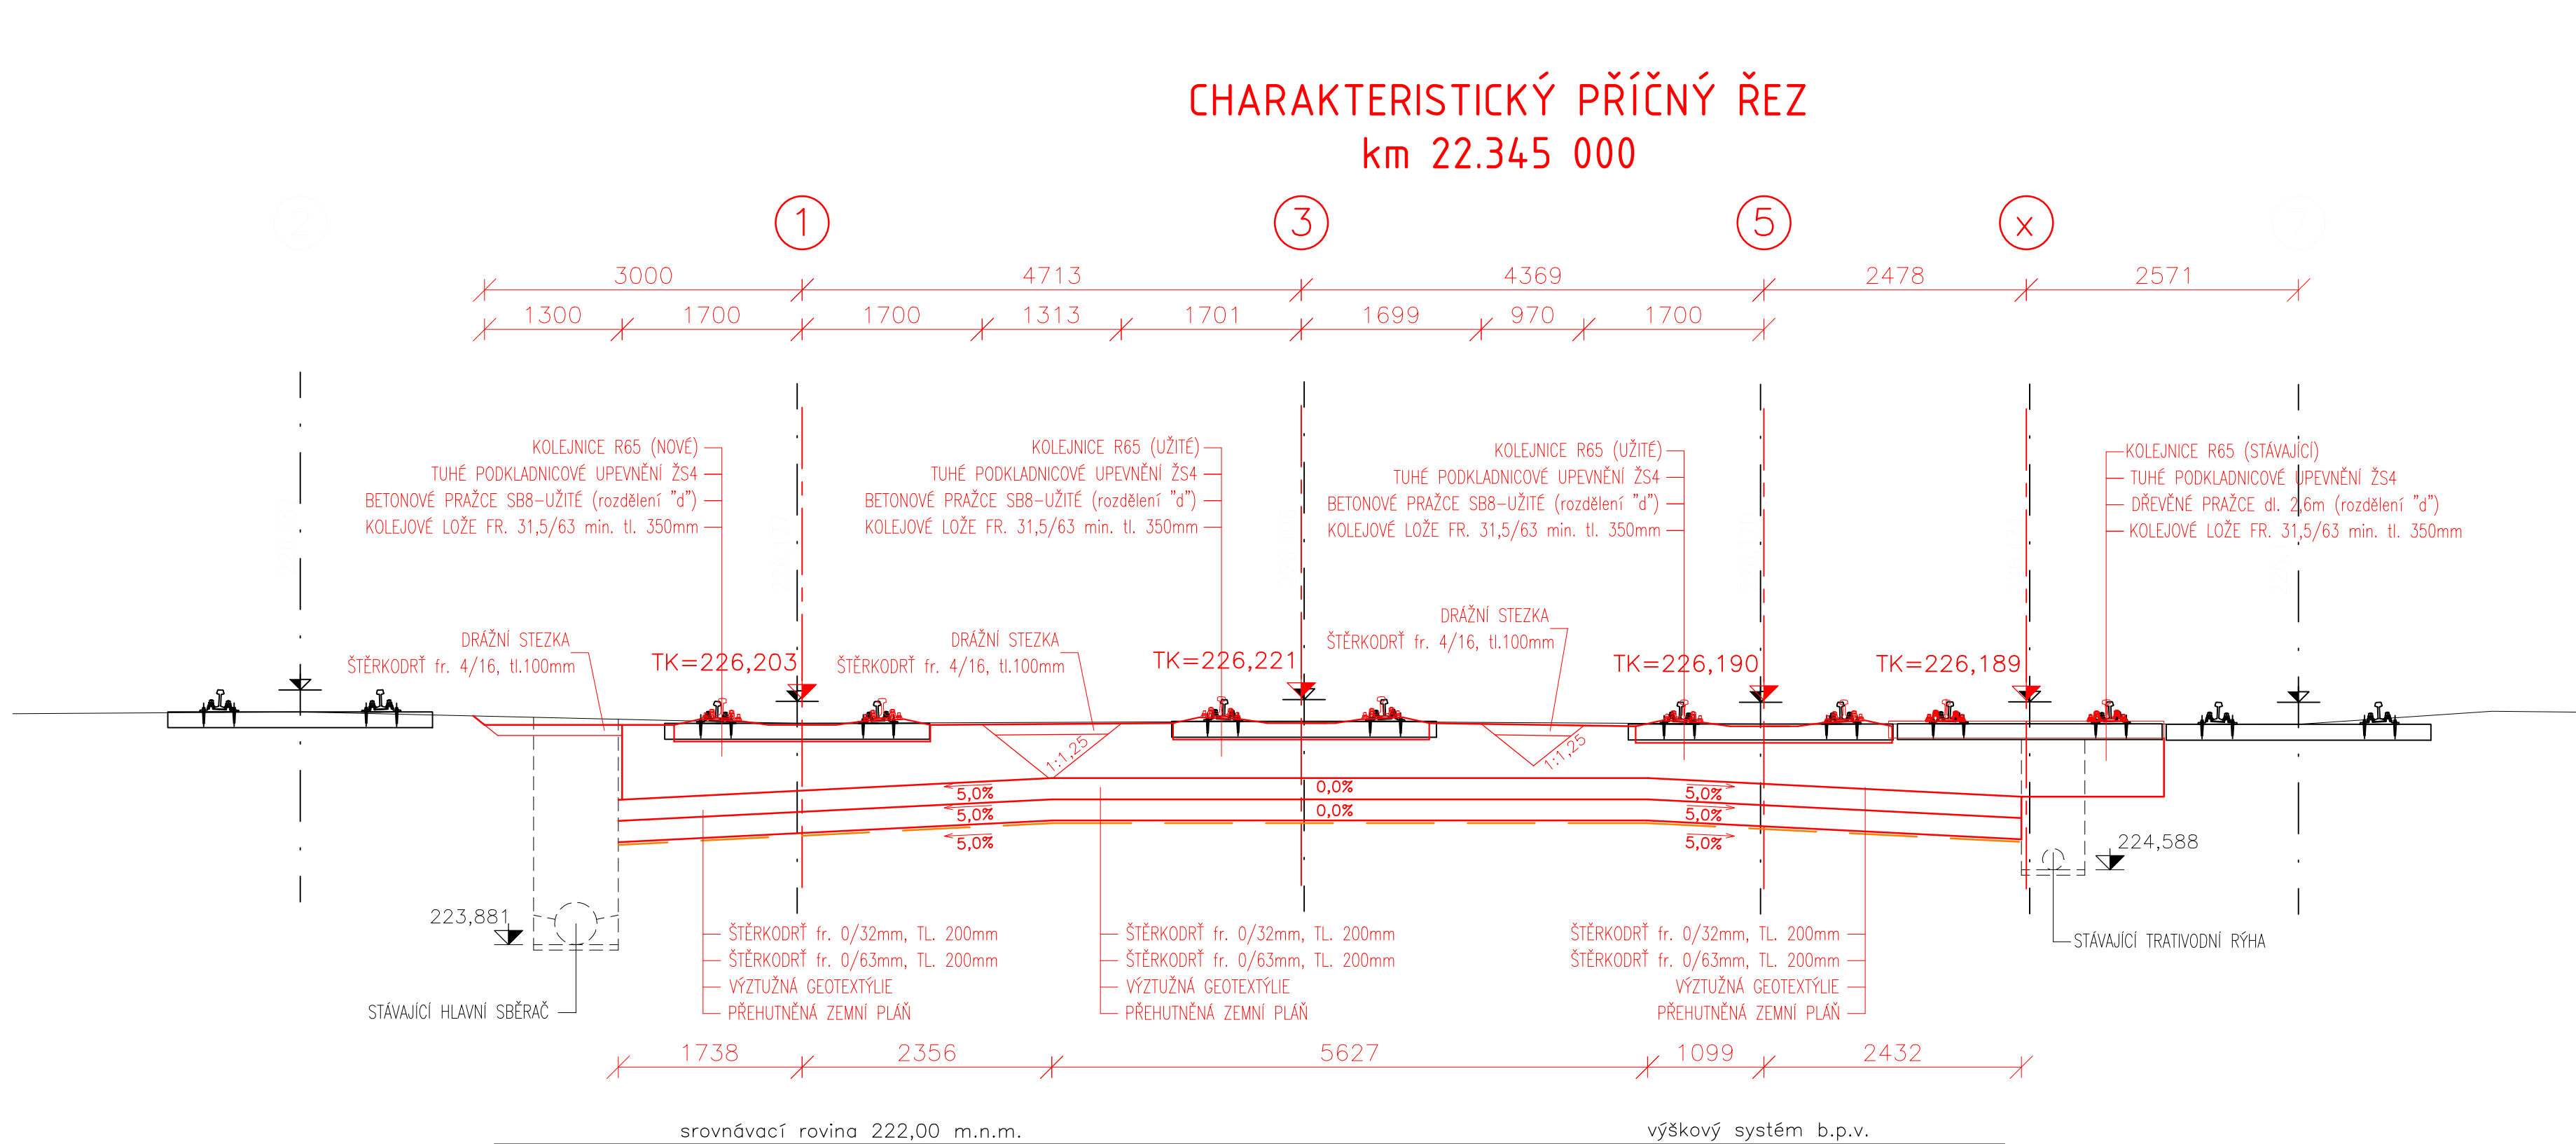 CHARAKTERISTICKÝ PŘÍČNÝ ŘEZ
km 22.345 000
1
3
5
x
3000
4713
4369
2478
2571
1300
1700
1700
1313
1701
1699
970
1700
KOLEJNICE R65 (NOVÉ)
TUHÉ PODKLADNICOVÉ UPEVNĚNÍ ŽS4
BETONOVÉ PRAŽCE SB8-UŽITÉ (rozdělení "d")
KOLEJOVÉ LOŽE FR. 31,5/63 min. tl. 350mm
KOLEJNICE R65 (UŽITÉ)
TUHÉ PODKLADNICOVÉ UPEVNĚNÍ ŽS4
BETONOVÉ PRAŽCE SB8-UŽITÉ (rozdělení "d")
KOLEJOVÉ LOŽE FR. 31,5/63 min. tl. 350mm
KOLEJNICE R65 (UŽITÉ)
TUHÉ PODKLADNICOVÉ UPEVNĚNÍ ŽS4
BETONOVÉ PRAŽCE SB8-UŽITÉ (rozdělení "d")
KOLEJOVÉ LOŽE FR. 31,5/63 min. tl. 350mm
KOLEJNICE R65 (STÁVAJÍCÍ)
TUHÉ PODKLADNICOVÉ UPEVNĚNÍ ŽS4
DŘEVĚNÉ PRAŽCE dl. 2,6m (rozdělení "d")
KOLEJOVÉ LOŽE FR. 31,5/63 min. tl. 350mm
DRÁŽNÍ STEZKA
ŠTĚRKODRŤ fr. 4/16, tl.100mm
TK=226,203
DRÁŽNÍ STEZKA
ŠTĚRKODRŤ fr. 4/16, tl.100mm
TK=226,221
DRÁŽNÍ STEZKA
ŠTĚRKODRŤ fr. 4/16, tl.100mm
TK=226,190
TK=226,189
1:1,25
1:1,25
5,0%
0,0%
5,0%
5,0%
0,0%
5,0%
5,0%
5,0%
224,588
223,881
STÁVAJÍCÍ HLAVNÍ SBĚRAČ
ŠTĚRKODRŤ fr. 0/32mm, TL. 200mm
ŠTĚRKODRŤ fr. 0/63mm, TL. 200mm
VÝZTUŽNÁ GEOTEXTÝLIE
PŘEHUTNĚNÁ ZEMNÍ PLÁŇ
ŠTĚRKODRŤ fr. 0/32mm, TL. 200mm
ŠTĚRKODRŤ fr. 0/63mm, TL. 200mm
VÝZTUŽNÁ GEOTEXTÝLIE
PŘEHUTNĚNÁ ZEMNÍ PLÁŇ
ŠTĚRKODRŤ fr. 0/32mm, TL. 200mm
ŠTĚRKODRŤ fr. 0/63mm, TL. 200mm
VÝZTUŽNÁ GEOTEXTÝLIE
PŘEHUTNĚNÁ ZEMNÍ PLÁŇ
STÁVAJÍCÍ TRATIVODNÍ RÝHA
1738
2356
5627
1099
2432
srovnávací rovina 222,00 m.n.m.
výškový systém b.p.v.